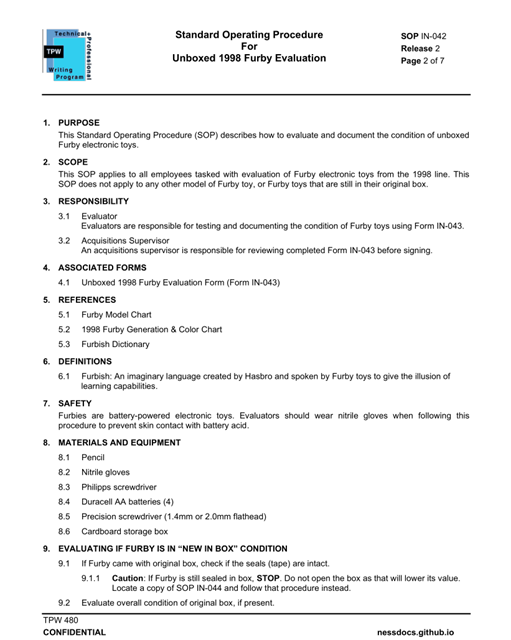 Technical+
Professional
TPW
Writing
Program
Standard Operating Procedure
For
Unboxed 1998 Furby Evaluation
SOP IN-042
Release 2
Page 2 of 7
1. PURPOSE
This Standard Operating Procedure (SOP) describes how to evaluate and document the condition of unboxed
Furby electronic toys.
2. SCOPE
This SOP applies to all employees tasked with evaluation of Furby electronic toys from the 1998 line. This
SOP does not apply to any other model of Furby toy, or Furby toys that are still in their original box.
3. RESPONSIBILITY
3.1 Evaluator
Evaluators are responsible for testing and documenting the condition of Furby toys using Form IN-043.
3.2 Acquisitions Supervisor
An acquisitions supervisor is responsible for reviewing completed Form IN-043 before signing.
4. ASSOCIATED FORMS
4.1 Unboxed 1998 Furby Evaluation Form (Form IN-043)
5. REFERENCES
5.1 Furby Model Chart
5.2 1998 Furby Generation & Color Chart
5.3 Furbish Dictionary
6. DEFINITIONS
6.1 Furbish: An imaginary language created by Hasbro and spoken by Furby toys to give the illusion of
learning capabilities.
7. SAFETY
Furbies are battery-powered electronic toys. Evaluators should wear nitrile gloves when following this
procedure to prevent skin contact with battery acid.
8. MATERIALS AND EQUIPMENT
8.1 Pencil
8.2 Nitrile gloves
8.3 Philipps screwdriver
8.4 Duracell AA batteries (4)
8.5 Precision screwdriver (1.4mm or 2.0mm flathead)
8.6 Cardboard storage box
9. EVALUATING IF FURBY IS IN “NEW IN BOX” CONDITION
9.1 If Furby came with original box, check if the seals (tape) are intact.
9.1.1 Caution: If Furby is still sealed in box, STOP. Do not open the box as that will lower its value.
Locate a copy of SOP IN-044 and follow that procedure instead.
9.2 Evaluate overall condition of original box, if present.
TPW 480
CONFIDENTIAL
nessdocs.github.io